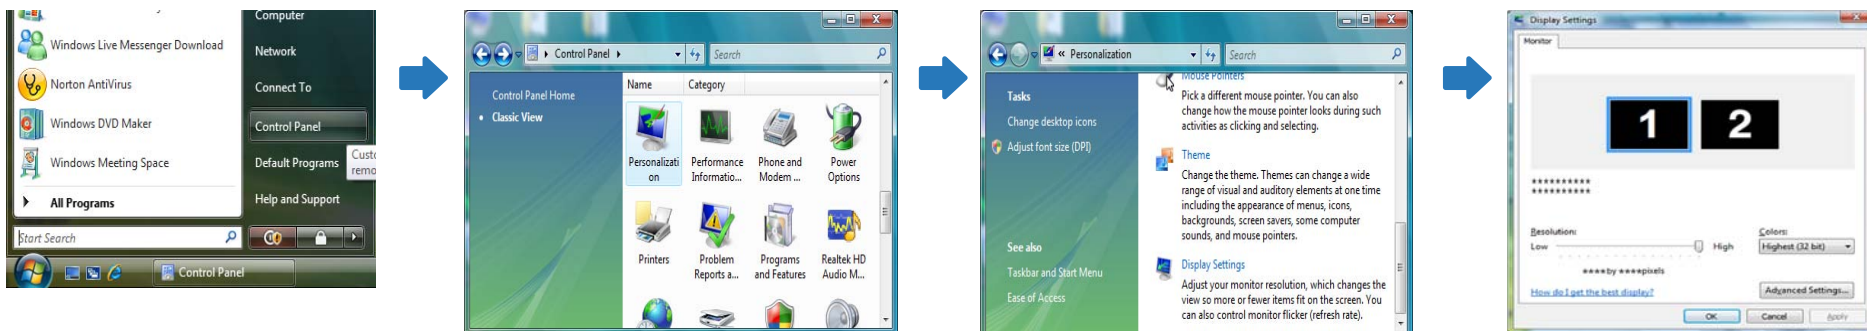 Windows Live Messenger Download
Norton AntiVirus
Windows DVD Maker
Windows Meeting Space
All Programs
Start Search
Computer
Network
Connect To
Control Panel
Default Programs
Help and Support
Control Panel
Control Panel
Search
Control Panel Home
Classic View
Name Category
Personalizati
on
Performance
Informatio...
Phone and
Modem ...
Power
Options
Printers
Problem
Reports a...
Programs
and Features
Realtek HD
Audio M...
« Personalization
Search
Tasks
Change desktop icons
Adjust font size (DPI)
See also
Taskbar and Start Menu
Ease of Access
Mouse Pointers
Pick a different mouse pointer. You can also
change how the mouse pointer looks during such
activities as clicking and selecting.
Theme
Change the theme. Themes can change a wide
range of visual and auditory elements at one time
including the appearance of menus, icons,
backgrounds, screen savers, some computer
sounds, and mouse pointers.
Display Settings
Adjust your monitor resolution, which changes the
view so more or fewer items fit on the screen. You
can also control monitor flicker (refresh rate).
Display Settings
Monitor
1 2
**********
**********
Resolution:
Low High
****by ****pixels
Colors:
Highest (32 bit)
How do I get the best display?
Advanced Settings...
OK Cancel Apply